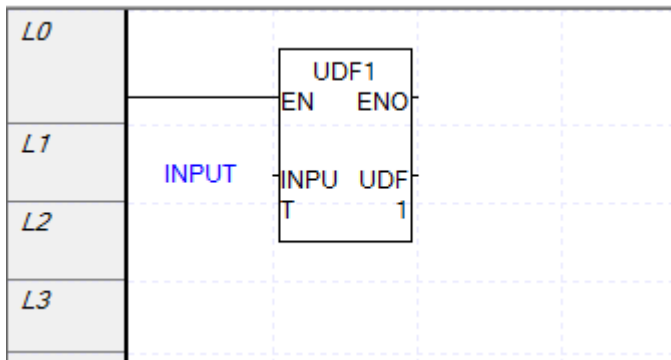 L0
UDF1
EN ENO
L1
INPUT
INPU UDF
T 1
L2
L3